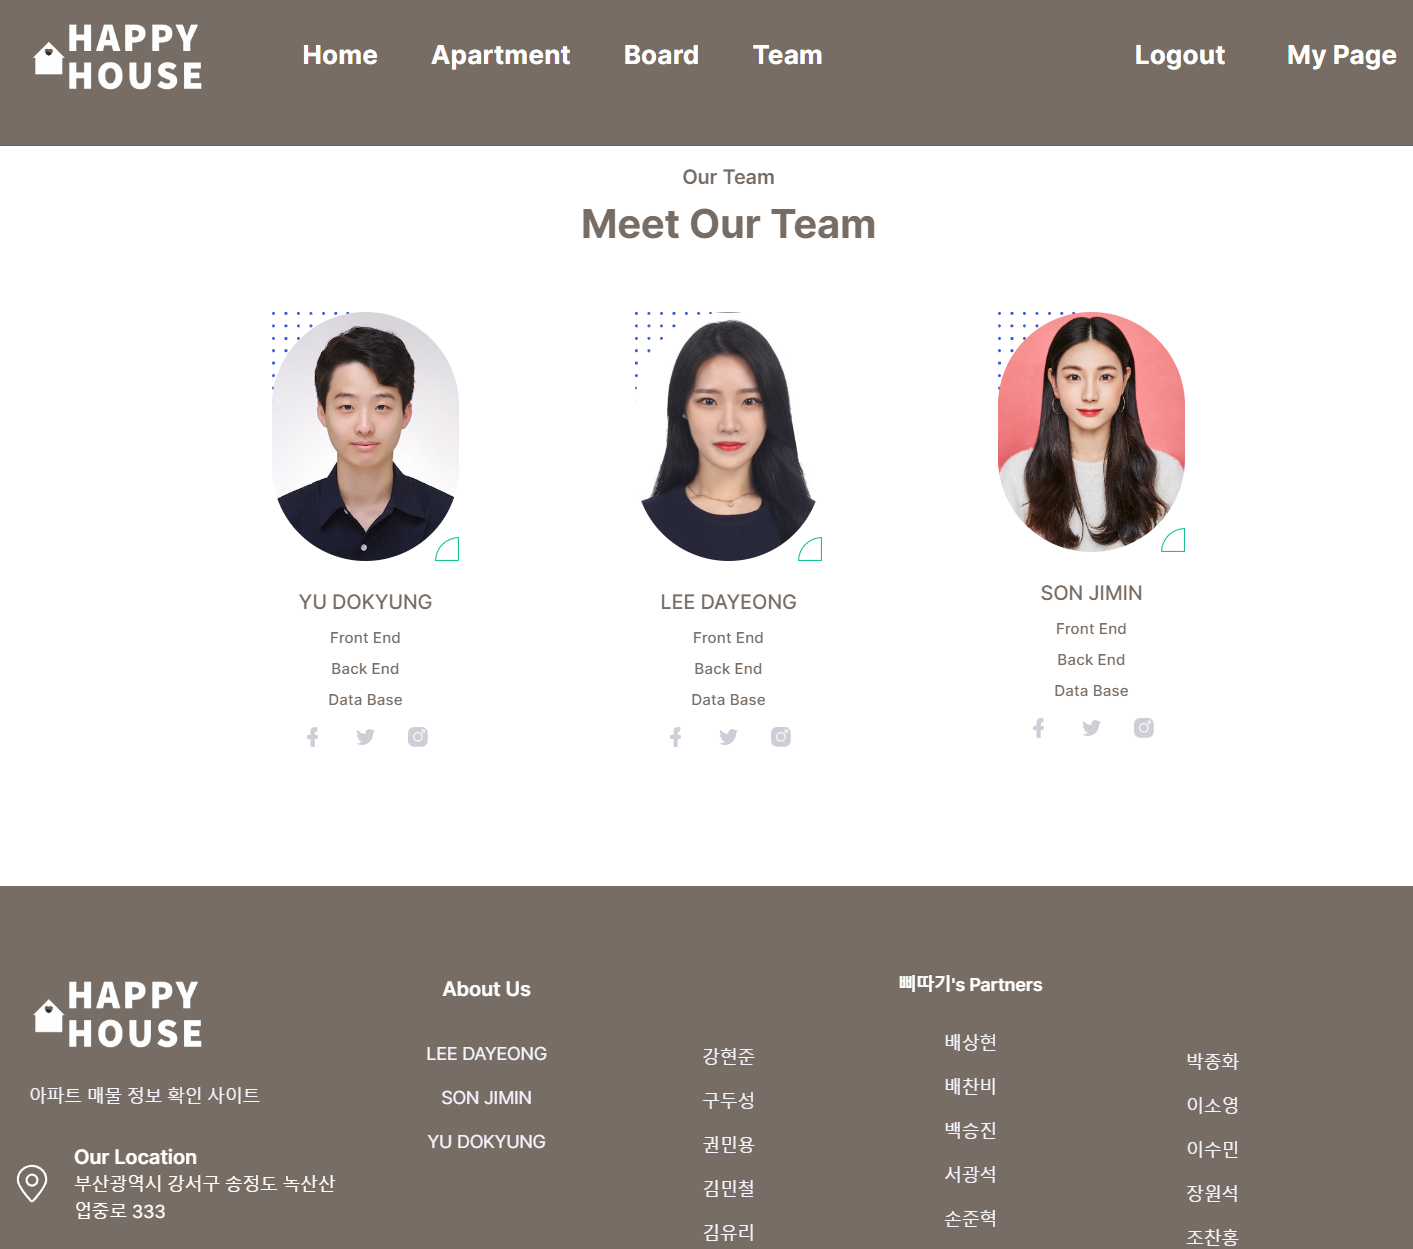 HAPPY
HOUSE
Home
Apartment
Board
Team
Logout
My Page
Our Team
Meet Our Team
YU DOKYUNG
Front End
Back End
Data Base
LEE DAYEONG
Front End
Back End
Data Base
SON JIMIN
Front End
Back End
Data Base
HAPPY
HOUSE
아파트 매물 정보 확인 사이트
Our Location
부산광역시 강서구 송정도 녹산산
업중로 333
About Us
LEE DAYEONG
SON JIMIN
YU DOKYUNG
삐따기's Partners
강현준
구두성
권민용
김민철
김유리
배상현
배찬비
백승진
서광석
손준혁
박종화
이소영
이수민
장원석
조찬홍